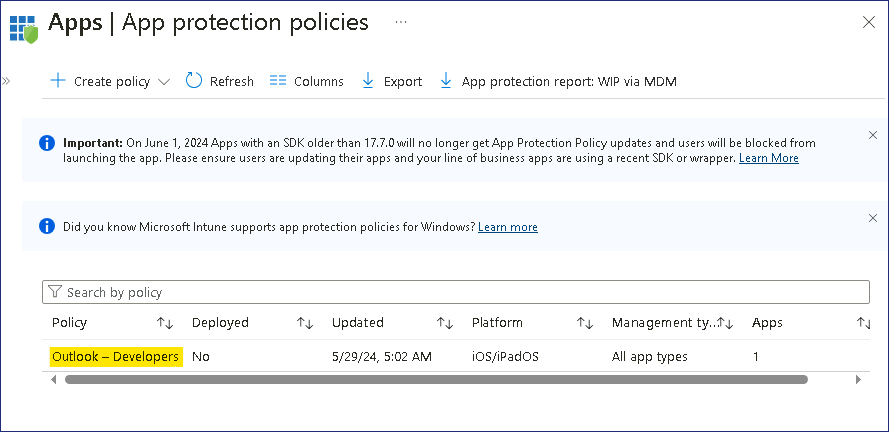 Apps | App protection policies ...
Create policy Refresh Columns Export App protection report: WIP via MDM
Important: On June 1, 2024 Apps with an SDK older than 17.7.0 will no longer get App Protection Policy updates and users will be blocked from
launching the app. Please ensure users are updating their apps and your line of business apps are using a recent SDK or wrapper. Learn More
Did you know Microsoft Intune supports app protection policies for Windows? Learn more
Search by policy
Policy Deployed Updated Platform Management ty... Apps
Outlook – Developers No 5/29/24, 5:02 AM iOS/iPadOS All app types 1